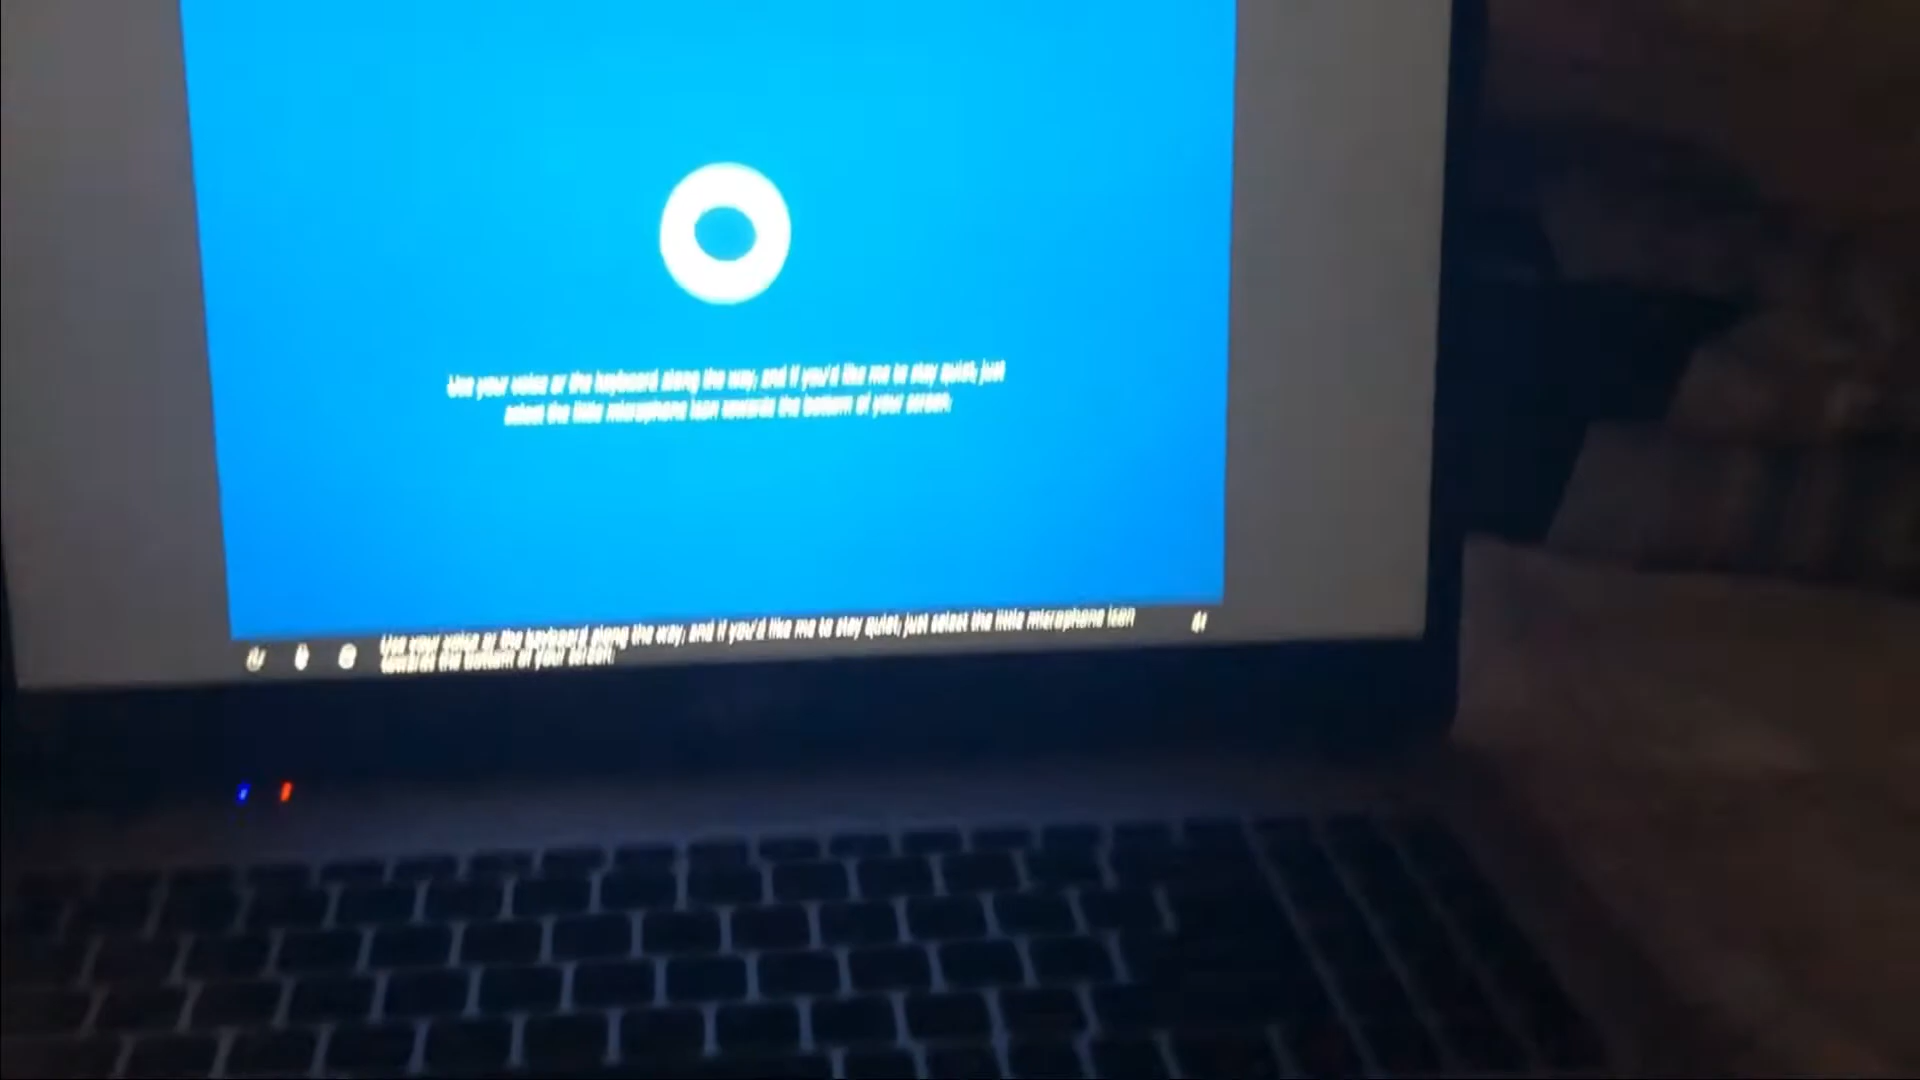 Use your voice or the keyboard along the way, and if you'd like me to stay quiet, just
select the little microphone icon towards the bottom of your screen.
Use your voice or the keyboard along the way, and if you'd like me to stay quiet, just select the little microphone icon
towards the bottom of your screen.